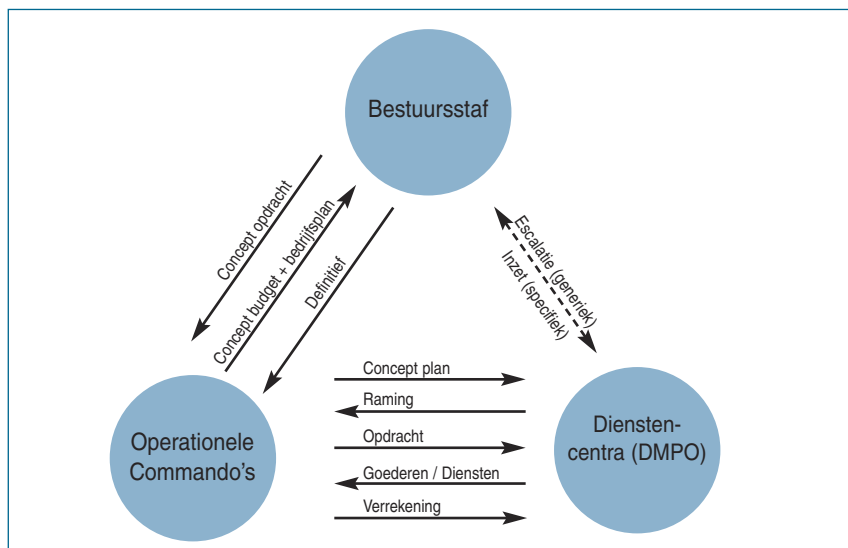 Bestuursstaf
Concept opdracht
Concept budget + bedrijfsplan
Definitief
Escalatie (generiek)
Inzet (specifiek)
Operationele
Commando's
Concept plan
Raming
Opdracht
Goederen / Diensten
Verrekening
Diensten-
centra (DMPO)